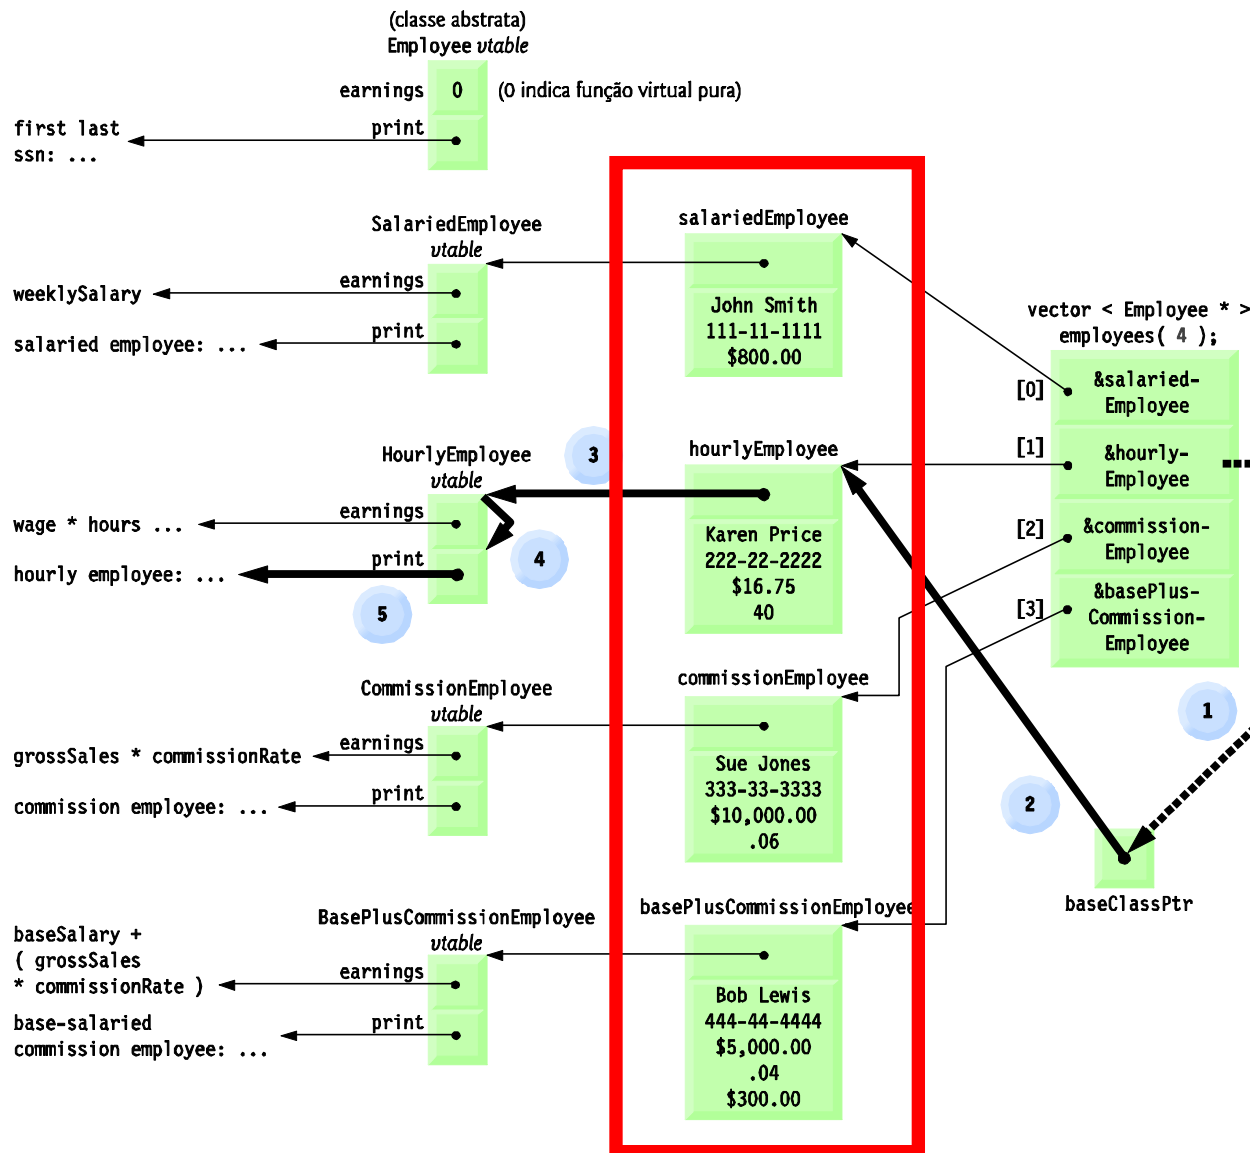 (classe abstrata)
Employee vtable
earnings
0
(0 indica função virtual pura)
print
first last
ssn: ...
SalariedEmployee
vtable
earnings
weeklySalary
print
salaried employee: ...
salariedEmployee
John Smith
111-11-1111
$800.00
vector < Employee * >
employees( 4 );
[0]
&salaried-
Employee
[1]
&hourly-
Employee
[2]
&commission-
Employee
[3]
&basePlus-
Commission-
Employee
HourlyEmployee
vtable
3
earnings
wage * hours ...
print
4
hourly employee: ...
5
hourlyEmployee
Karen Price
222-22-2222
$16.75
40
1
2
baseClassPtr
CommissionEmployee
vtable
earnings
grossSales * commissionRate
print
commission employee: ...
commissionEmployee
Sue Jones
333-33-3333
$10,000.00
.06
BasePlusCommissionEmployee
vtable
baseSalary +
( grossSales
* commissionRate )
earnings
print
base-salaried
commission employee: ...
basePlusCommissionEmployee
Bob Lewis
444-44-4444
$5,000.00
.04
$300.00